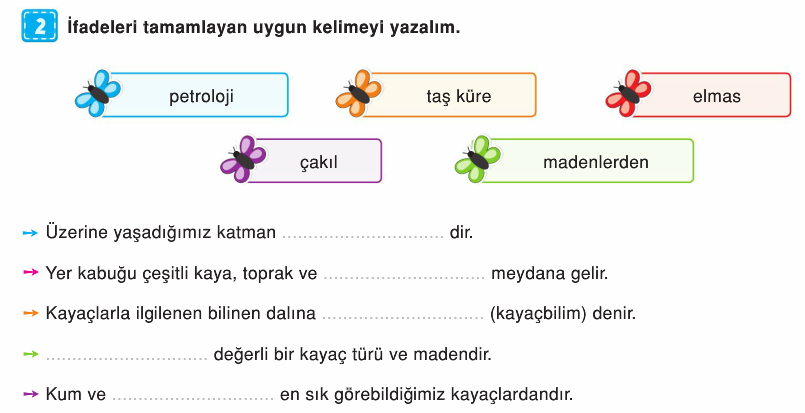 2 İfadeleri tamamlayan uygun kelimeyi yazalım.
petroloji taş küre elmas
çakıl madenlerden
→ Üzerine yaşadığımız katman ............................... dir.
→ Yer kabuğu çeşitli kaya, toprak ve ............................... meydana gelir.
→ Kayaçlarla ilgilenen bilinen dalına ............................... (kayaçbilim) denir.
→ ............................... değerli bir kayaç türü ve madendir.
→ Kum ve ............................... en sık görebildiğimiz kayaçlardandır.